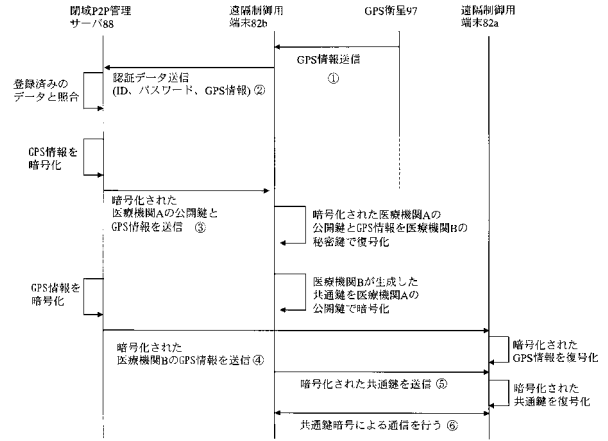 閉域P2P管理
サーバ88
遠隔制御用
端末82b
GPS衛星97
遠隔制御用
端末82a
GPS情報送信
①
認証データ送信
(ID、パスワード、GPS情報) ②
登録済みの
データと照合
GPS情報を
暗号化
暗号化された
医療機関Aの公開鍵と
GPS情報を送信 ③
暗号化された医療機関Aの
公開鍵とGPS情報を医療機関Bの
秘密鍵で復号化
GPS情報を
暗号化
医療機関Bが生成した
共通鍵を医療機関Aの
公開鍵で暗号化
暗号化された
医療機関BのGPS情報を送信 ④
暗号化された
GPS情報を復号化
暗号化された共通鍵を送信 ⑤
暗号化された
共通鍵を復号化
共通鍵暗号による通信を行う ⑥